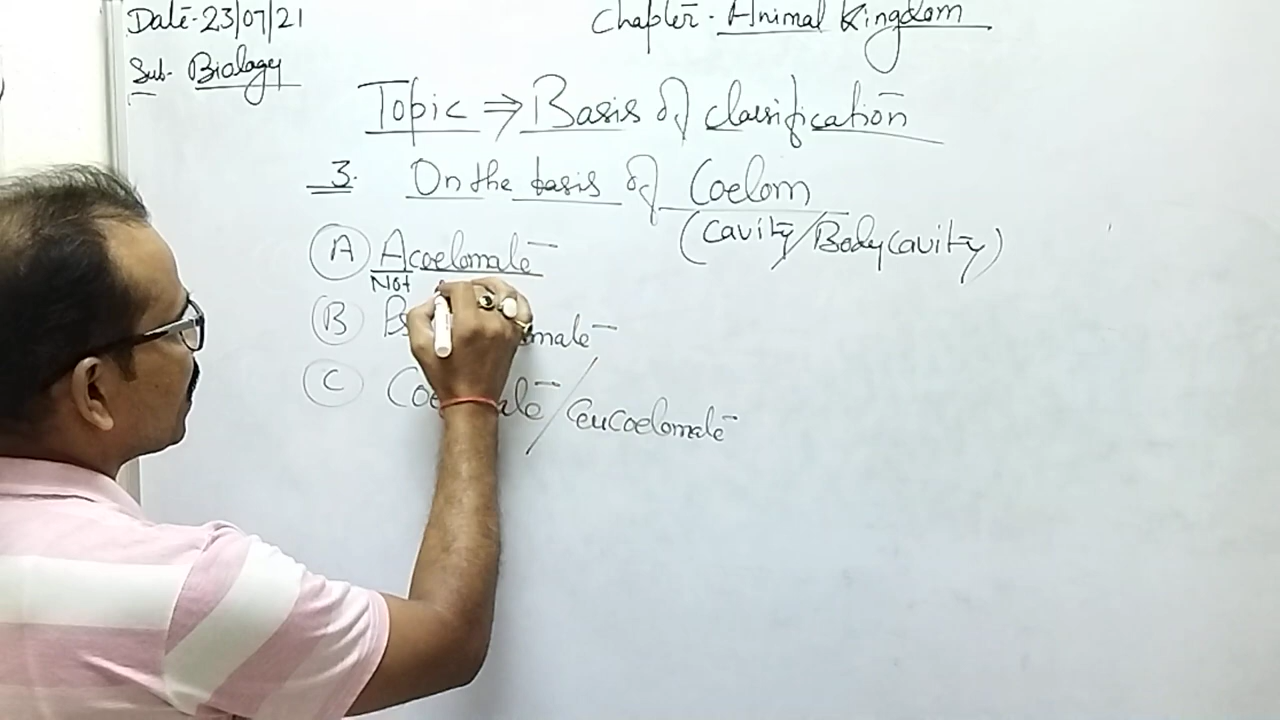 Date-23/07/21
Chapter- Animal Kingdom
Sub- Biology
Topic ⇒ Basis of classification
3. On the basis of Coelom
(Cavity/Body cavity)
A Acoelomate
Not
B
C / eucoelomate